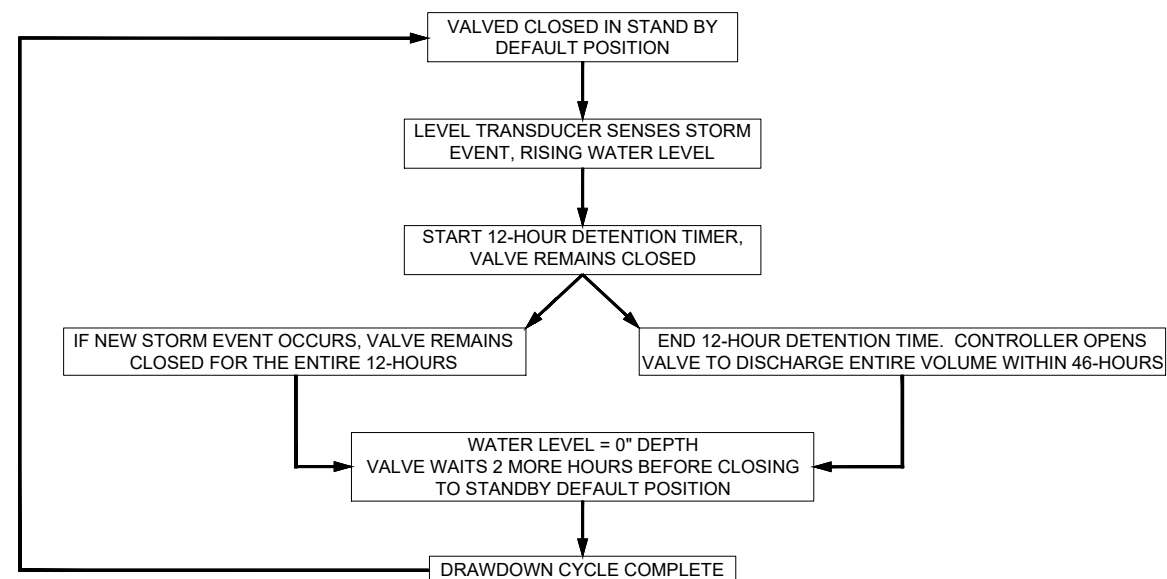 VALVED CLOSED IN STAND BY
DEFAULT POSITION
LEVEL TRANSDUCER SENSES STORM
EVENT, RISING WATER LEVEL
START 12-HOUR DETENTION TIMER,
VALVE REMAINS CLOSED
IF NEW STORM EVENT OCCURS, VALVE REMAINS
CLOSED FOR THE ENTIRE 12-HOURS
END 12-HOUR DETENTION TIME.  CONTROLLER OPENS
VALVE TO DISCHARGE ENTIRE VOLUME WITHIN 46-HOURS
WATER LEVEL = 0" DEPTH
VALVE WAITS 2 MORE HOURS BEFORE CLOSING
TO STANDBY DEFAULT POSITION
DRAWDOWN CYCLE COMPLETE